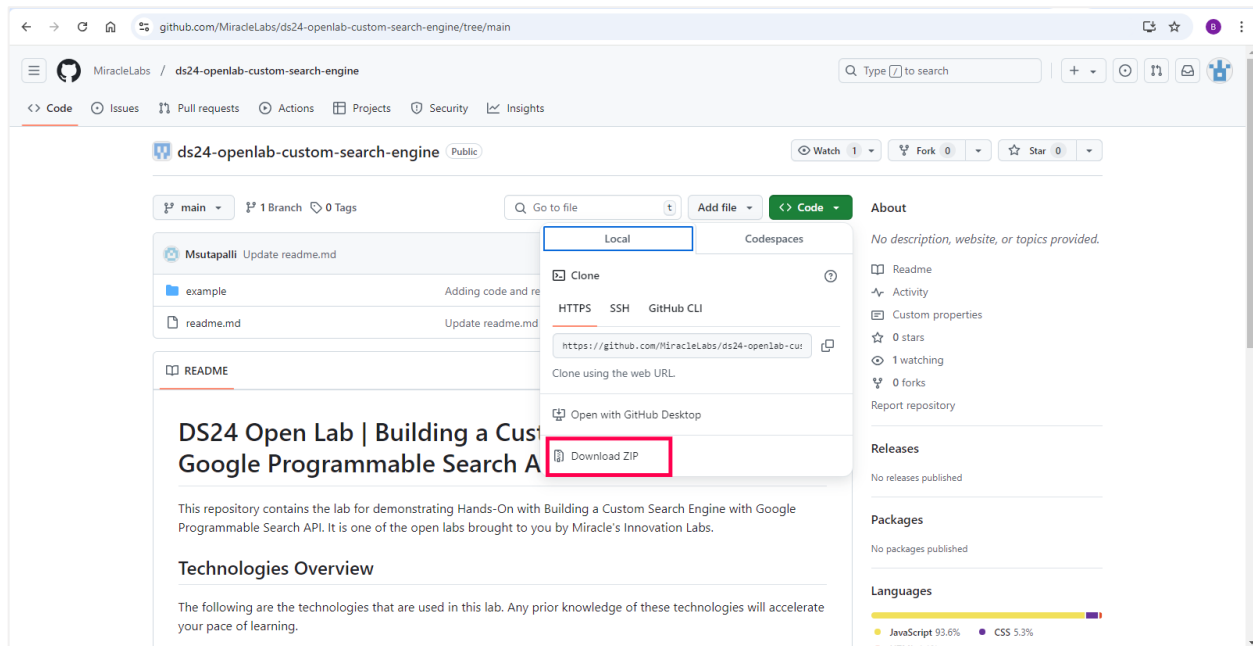 github.com/MiracleLabs/ds24-openlab-custom-search-engine/tree/main
B
MiracleLabs / ds24-openlab-custom-search-engine
Type / to search
<> Code Issues Pull requests Actions Projects Security Insights
ds24-openlab-custom-search-engine Public
Watch 1 Fork 0 Star 0
main 1 Branch 0 Tags Go to file t Add file <> Code
Local Codespaces
Msutapalli Update readme.md
example Adding code and re
readme.md Update readme.md
Clone
HTTPS SSH GitHub CLI
https://github.com/MiracleLabs/ds24-openlab-cu
Clone using the web URL.
Open with GitHub Desktop
Download ZIP
README
DS24 Open Lab | Building a Cust
Google Programmable Search A
This repository contains the lab for demonstrating Hands-On with Building a Custom Search Engine with Google
Programmable Search API. It is one of the open labs brought to you by Miracle's Innovation Labs.
Technologies Overview
The following are the technologies that are used in this lab. Any prior knowledge of these technologies will accelerate
your pace of learning.
About
No description, website, or topics provided.
Readme
Activity
Custom properties
0 stars
1 watching
0 forks
Report repository
Releases
No releases published
Packages
No packages published
Languages
JavaScript 93.6% CSS 5.3%